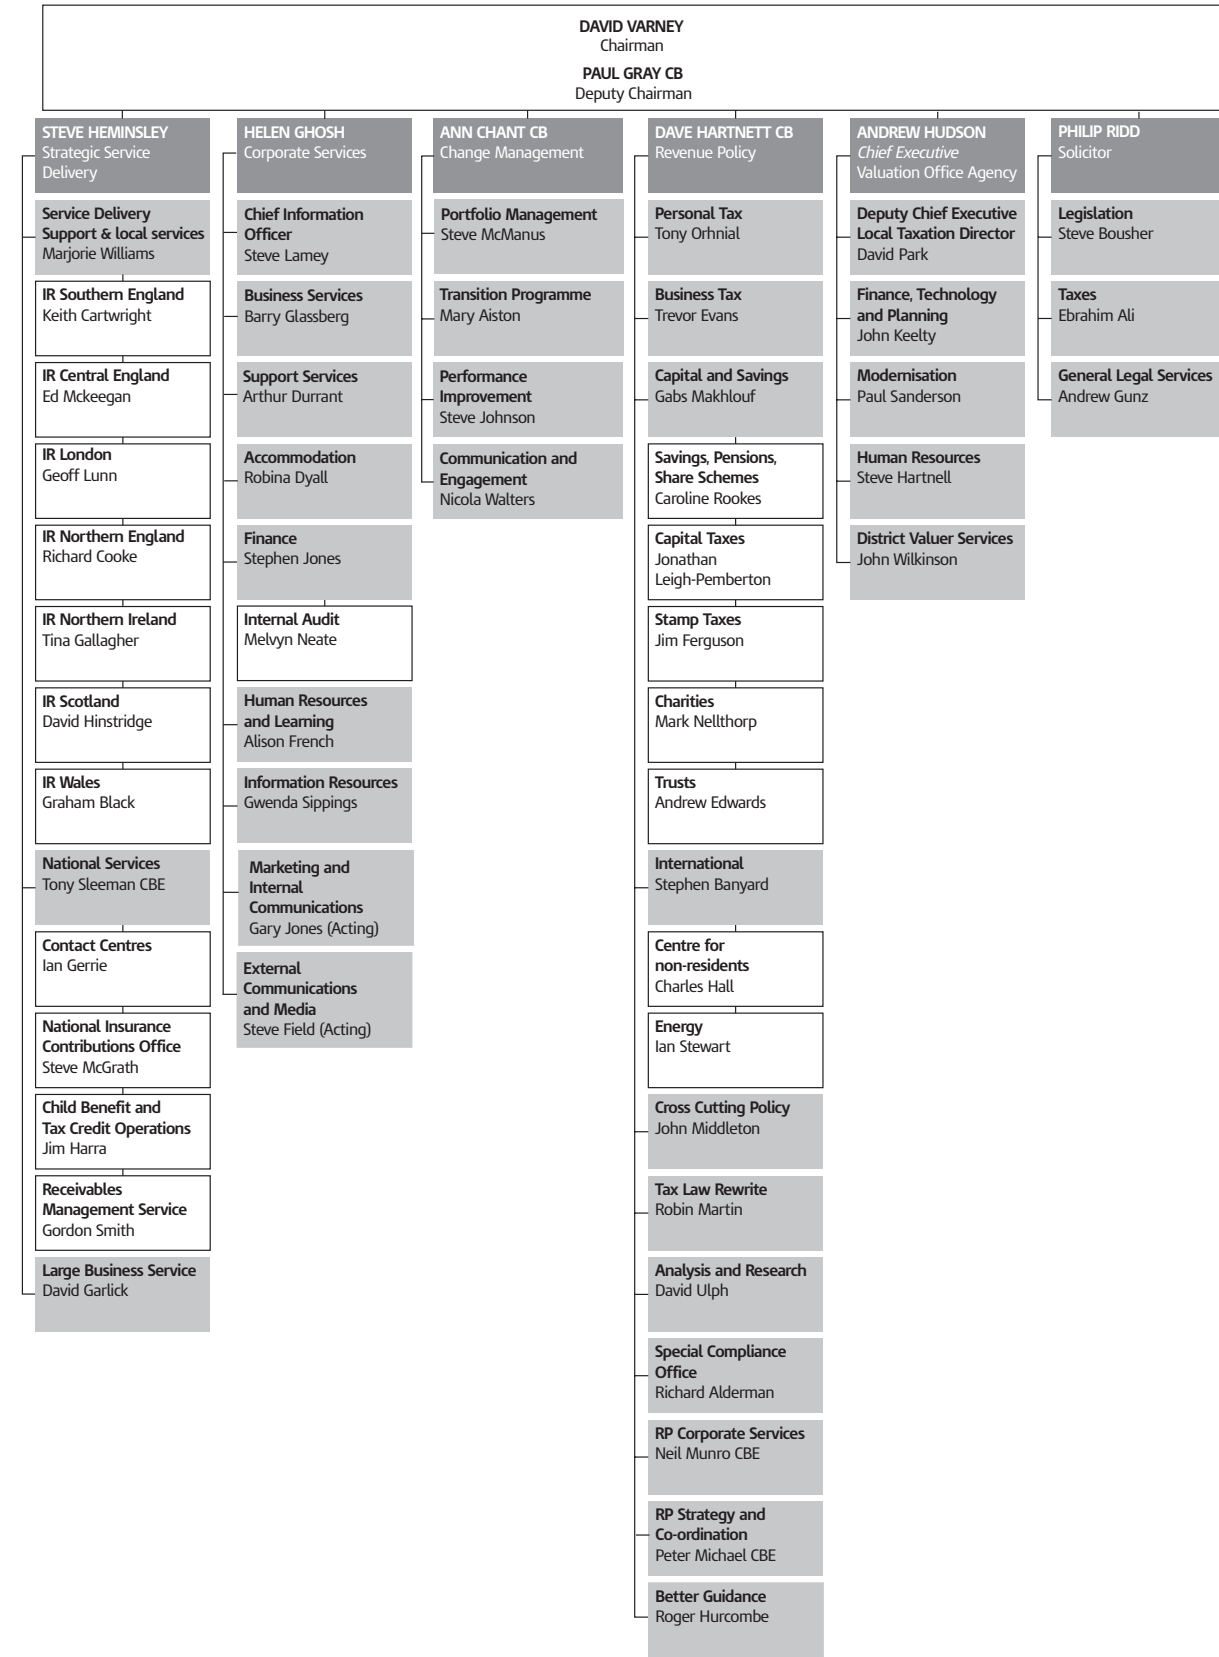 DAVID VARNEY
Chairman
PAUL GRAY CB
Deputy Chairman
STEVE HEMINSLEY
Strategic Service
Delivery
Service Delivery
Support & local services
Marjorie Williams
IR Southern England
Keith Cartwright
IR Central England
Ed Mckeegan
IR London
Geoff Lunn
IR Northern England
Richard Cooke
IR Northern Ireland
Tina Gallagher
IR Scotland
David Hinstridge
IR Wales
Graham Black
National Services
Tony Sleeman CBE
Contact Centres
Ian Gerrie
National Insurance
Contributions Office
Steve McGrath
Child Benefit and
Tax Credit Operations
Jim Harra
Receivables
Management Service
Gordon Smith
Large Business Service
David Garlick
HELEN GHOSH
Corporate Services
Chief Information
Officer
Steve Lamey
Business Services
Barry Glassberg
Support Services
Arthur Durrant
Accommodation
Robina Dyall
Finance
Stephen Jones
Internal Audit
Melvyn Neate
Human Resources
and Learning
Alison French
Information Resources
Gwenda Sippings
Marketing and
Internal
Communications
Gary Jones (Acting)
External
Communications
and Media
Steve Field (Acting)
ANN CHANT CB
Change Management
Portfolio Management
Steve McManus
Transition Programme
Mary Aiston
Performance
Improvement
Steve Johnson
Communication and
Engagement
Nicola Walters
DAVE HARTNETT CB
Revenue Policy
Personal Tax
Tony Orhnial
Business Tax
Trevor Evans
Capital and Savings
Gabs Makhlouf
Savings, Pensions,
Share Schemes
Caroline Rookes
Capital Taxes
Jonathan
Leigh-Pemberton
Stamp Taxes
Jim Ferguson
Charities
Mark Nellthorp
Trusts
Andrew Edwards
International
Stephen Banyard
Centre for
non-residents
Charles Hall
Energy
Ian Stewart
Cross Cutting Policy
John Middleton
Tax Law Rewrite
Robin Martin
Analysis and Research
David Ulph
Special Compliance
Office
Richard Alderman
RP Corporate Services
Neil Munro CBE
RP Strategy and
Co-ordination
Peter Michael CBE
Better Guidance
Roger Hurcombe
ANDREW HUDSON
Chief Executive
Valuation Office Agency
Deputy Chief Executive
Local Taxation Director
David Park
Finance, Technology
and Planning
John Keelty
Modernisation
Paul Sanderson
Human Resources
Steve Hartnell
District Valuer Services
John Wilkinson
PHILIP RIDD
Solicitor
Legislation
Steve Bousher
Taxes
Ebrahim Ali
General Legal Services
Andrew Gunz